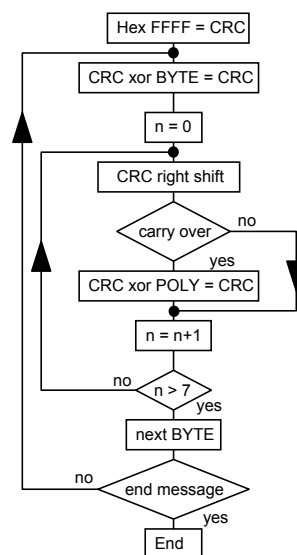 Hex FFFF = CRC
CRC xor BYTE = CRC
n = 0
CRC right shift
carry over
no
yes
CRC xor POLY = CRC
n = n+1
n > 7
no
yes
next BYTE
end message
no
yes
End